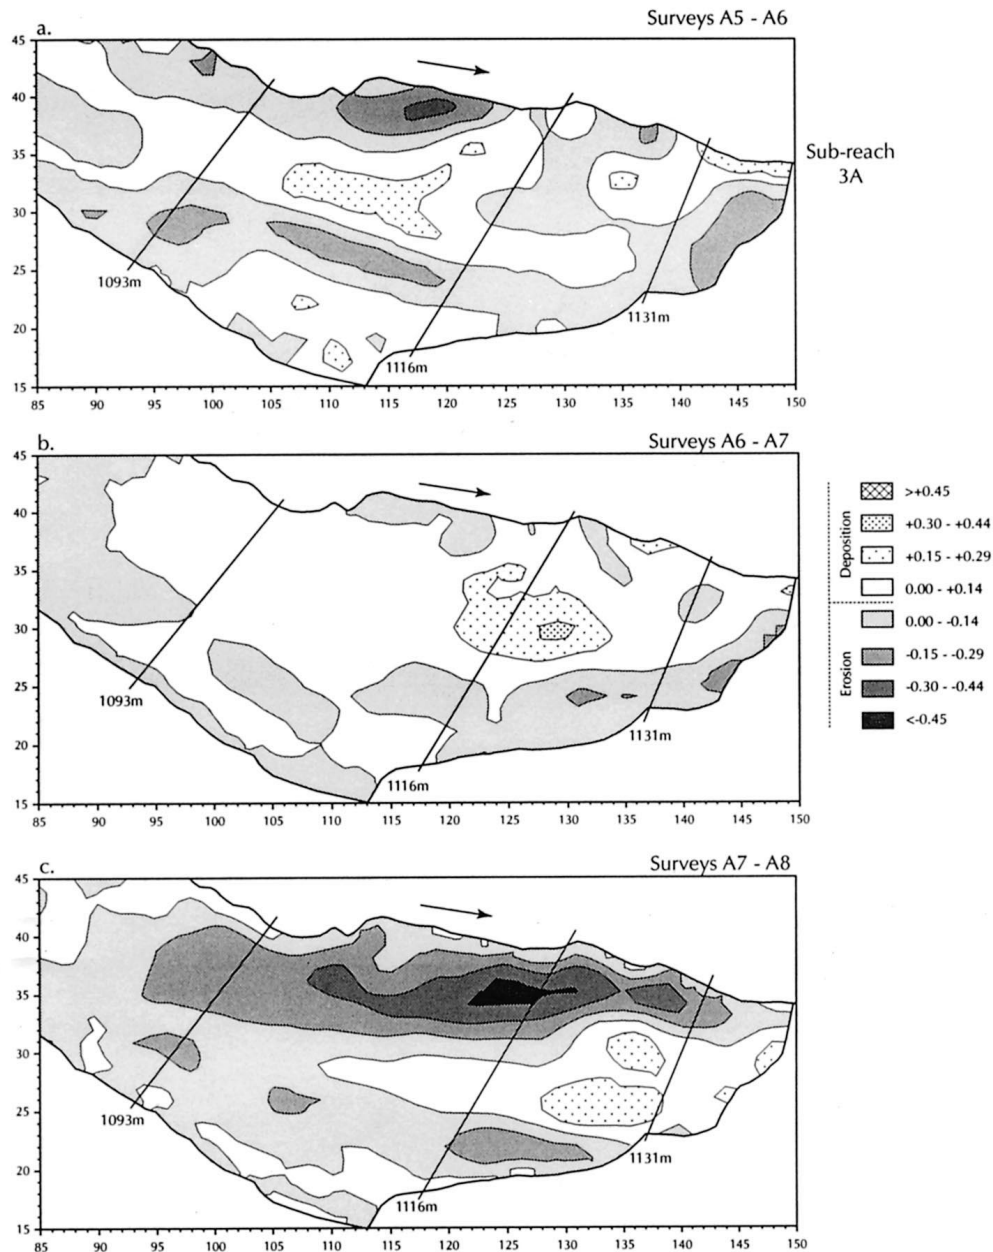 a.
Surveys A5 - A6
45
40
35
30
25
20
15
Sub-reach
3A
1093m
1116m
1131m
85 90 95 100 105 110 115 120 125 130 135 140 145 150
b.
Surveys A6 - A7
45
40
35
30
25
20
15
1093m
1116m
1131m
85 90 95 100 105 110 115 120 125 130 135 140 145 150
Deposition
>+0.45
+0.30 - +0.44
+0.15 - +0.29
0.00 - +0.14
Erosion
0.00 - -0.14
-0.15 - -0.29
-0.30 - -0.44
<-0.45
c.
Surveys A7 - A8
45
40
35
30
25
20
15
1093m
1116m
1131m
85 90 95 100 105 110 115 120 125 130 135 140 145 150